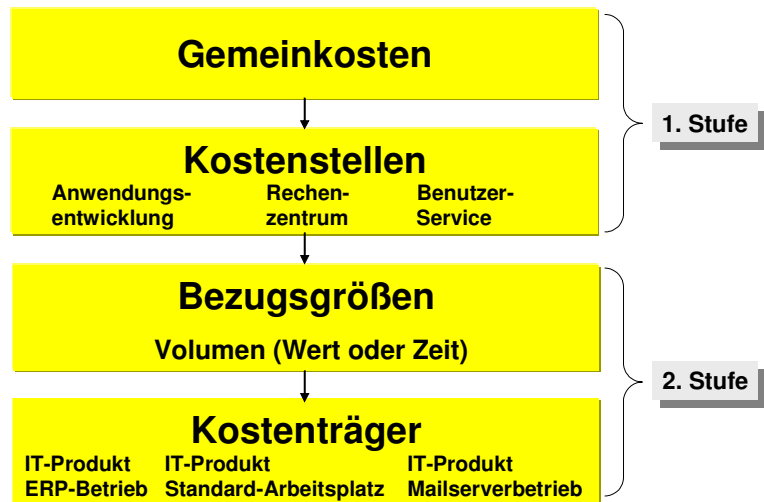 Gemeinkosten
1. Stufe
Kostenstellen
Anwendungs-
entwicklung
Rechen-
zentrum
Benutzer-
Service
Bezugsgrößen
Volumen (Wert oder Zeit)
2. Stufe
Kostenträger
IT-Produkt
ERP-Betrieb
IT-Produkt
Standard-Arbeitsplatz
IT-Produkt
Mailserverbetrieb